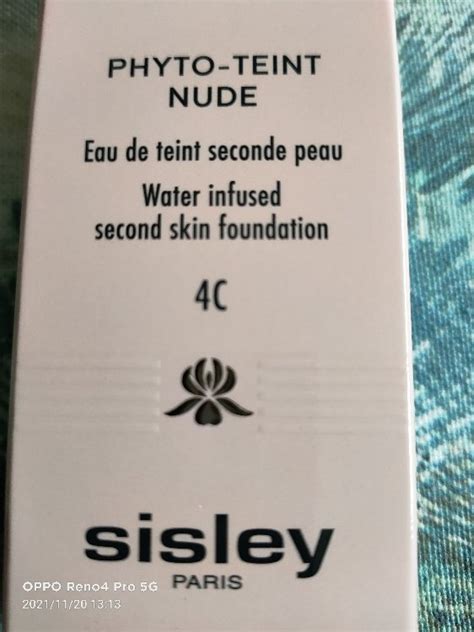 PHYTO-TEINT
NUDE
Eau de teint seconde peau
Water infused
second skin foundation
4C
sisley
PARIS
OPPO Reno4 Pro 5G
2021/11/20 13:13